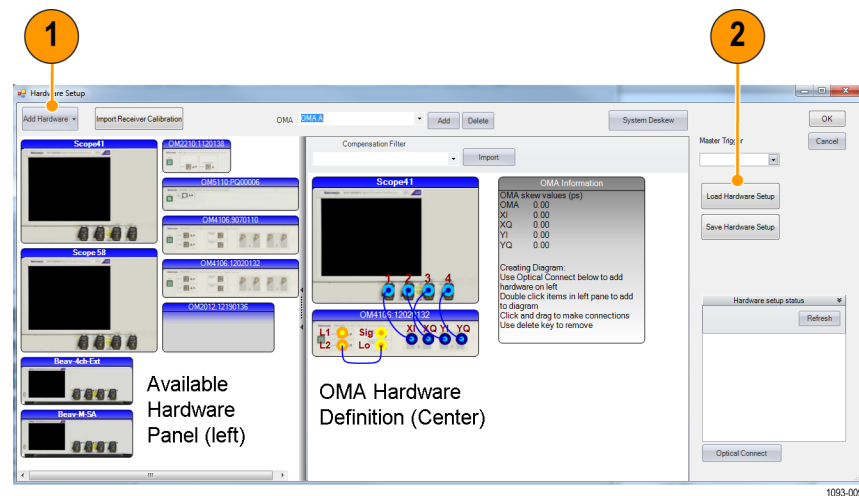 1
2
Hardware Setup
Add Hardware
Import Receiver Calibration
OMA
OMA A
Add
Delete
System Deskew
OK
Cancel
Master Trigger
Load Hardware Setup
Save Hardware Setup
Hardware setup status
Refresh
Optical Connect
Scope41
Scope 58
Beav-4ch-Ext
Beav-M-SA
OM2210:1120138
OM5110:PQ00006
OM4106:9070110
OM4106:12020132
OM2012:12190136
Available
Hardware
Panel (left)
Compensation Filter
Import
Scope41
1 2 3 4
OM4106:12020132
L1 Sig XI XQ YI YQ
L2 Lo
OMA Hardware
Definition (Center)
OMA Information
OMA skew values (ps)
OMA 0.00
XI 0.00
XQ 0.00
YI 0.00
YQ 0.00
Creating Diagram:
Use Optical Connect below to add
hardware on left
Double click items in left pane to add
to diagram
Click and drag to make connections
Use delete key to remove